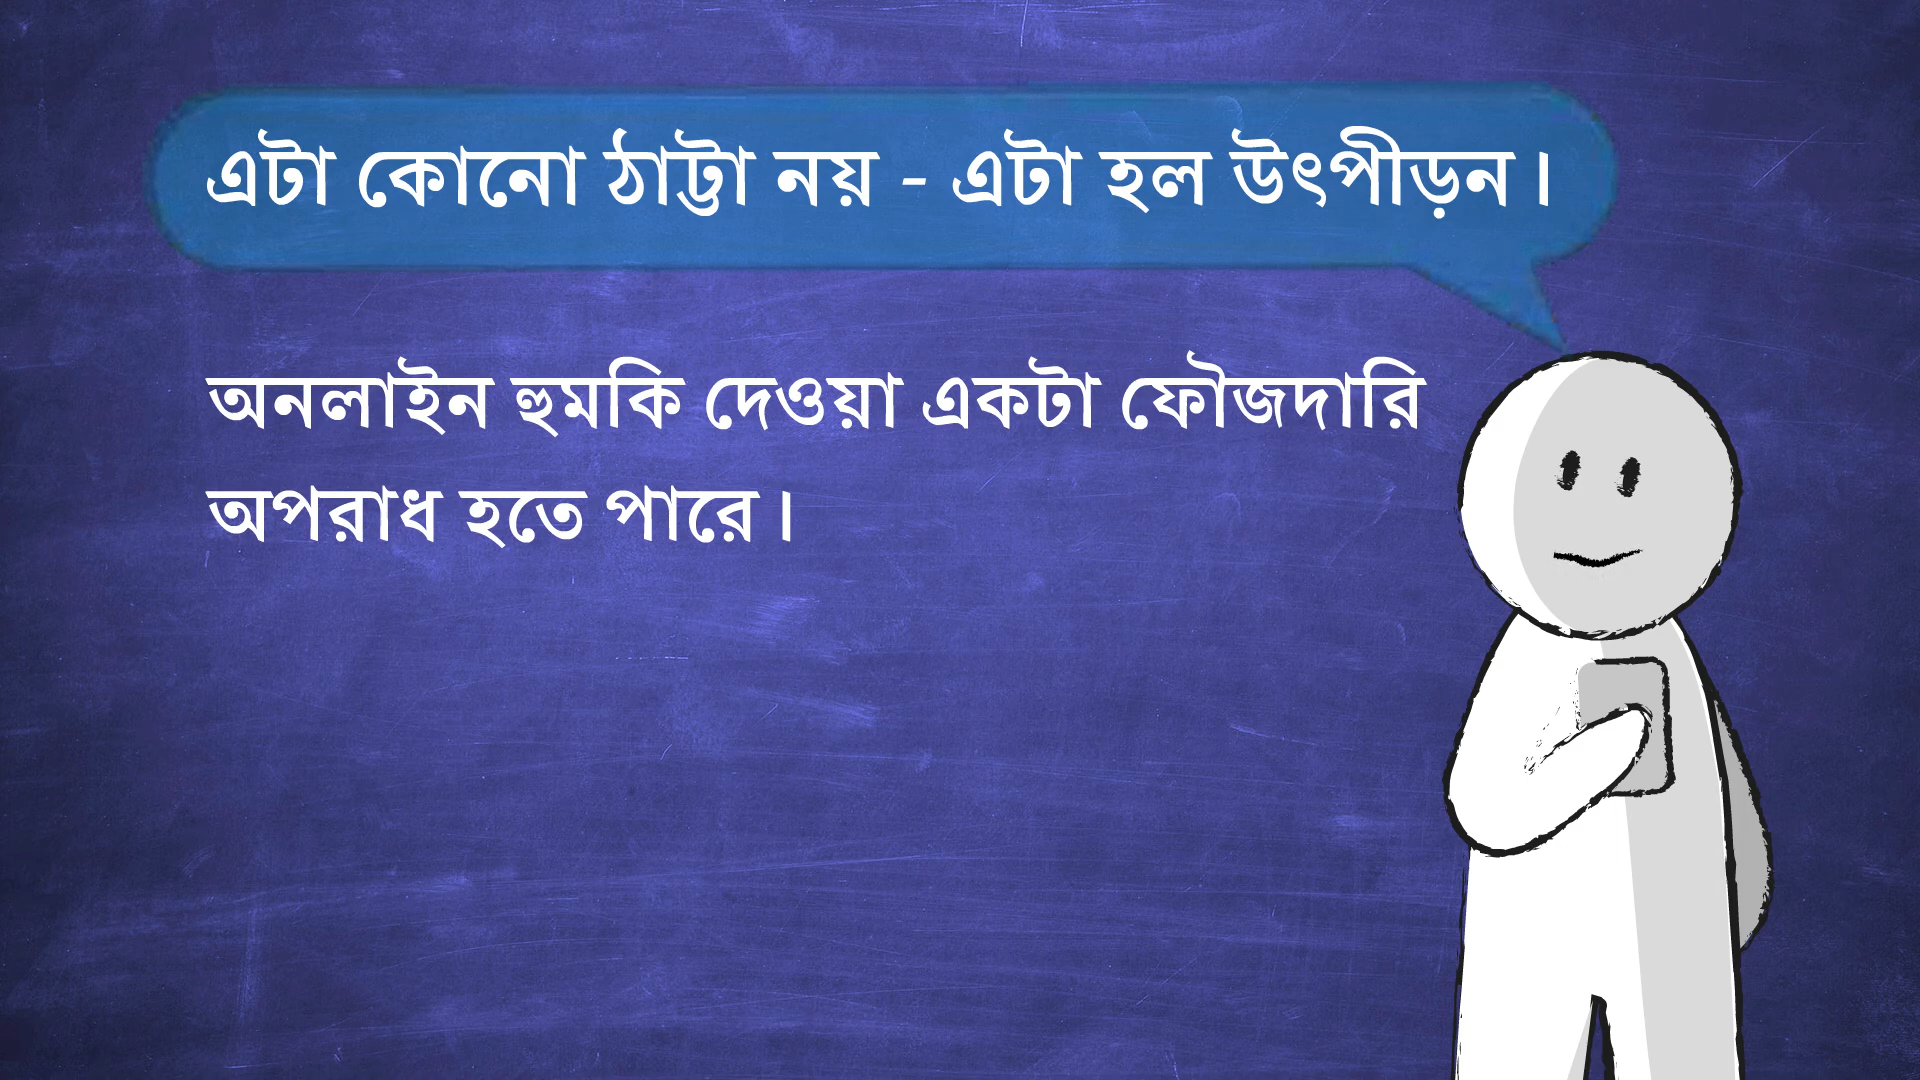 এটা কোনো ঠাট্টা নয় - এটা হল উৎপীড়ন।
অনলাইন হুমকি দেওয়া একটা ফৌজদারি
অপরাধ হতে পারে।